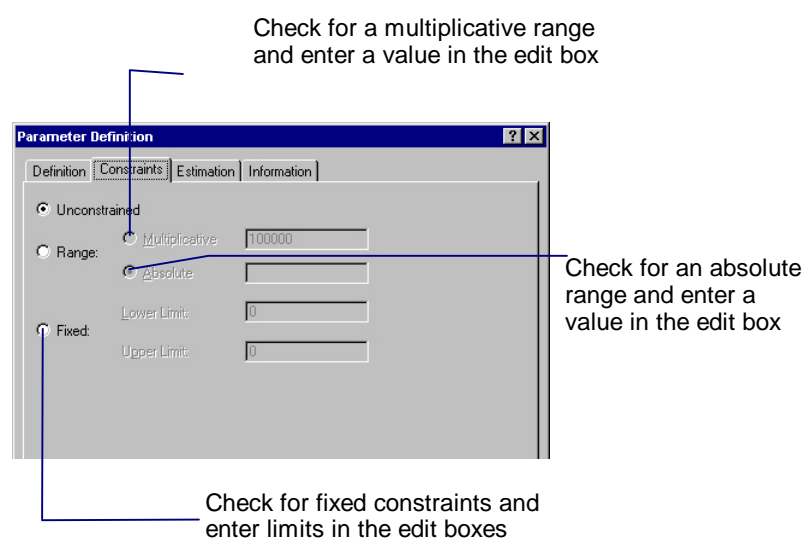 Check for a multiplicative range
and enter a value in the edit box
Parameter Definition
Definition Constraints Estimation Information
Unconstrained
Range:
Multiplicative 100000
Absolute
Check for an absolute
range and enter a
value in the edit box
Lower Limit: 0
Fixed:
Upper Limit: 0
Check for fixed constraints and
enter limits in the edit boxes